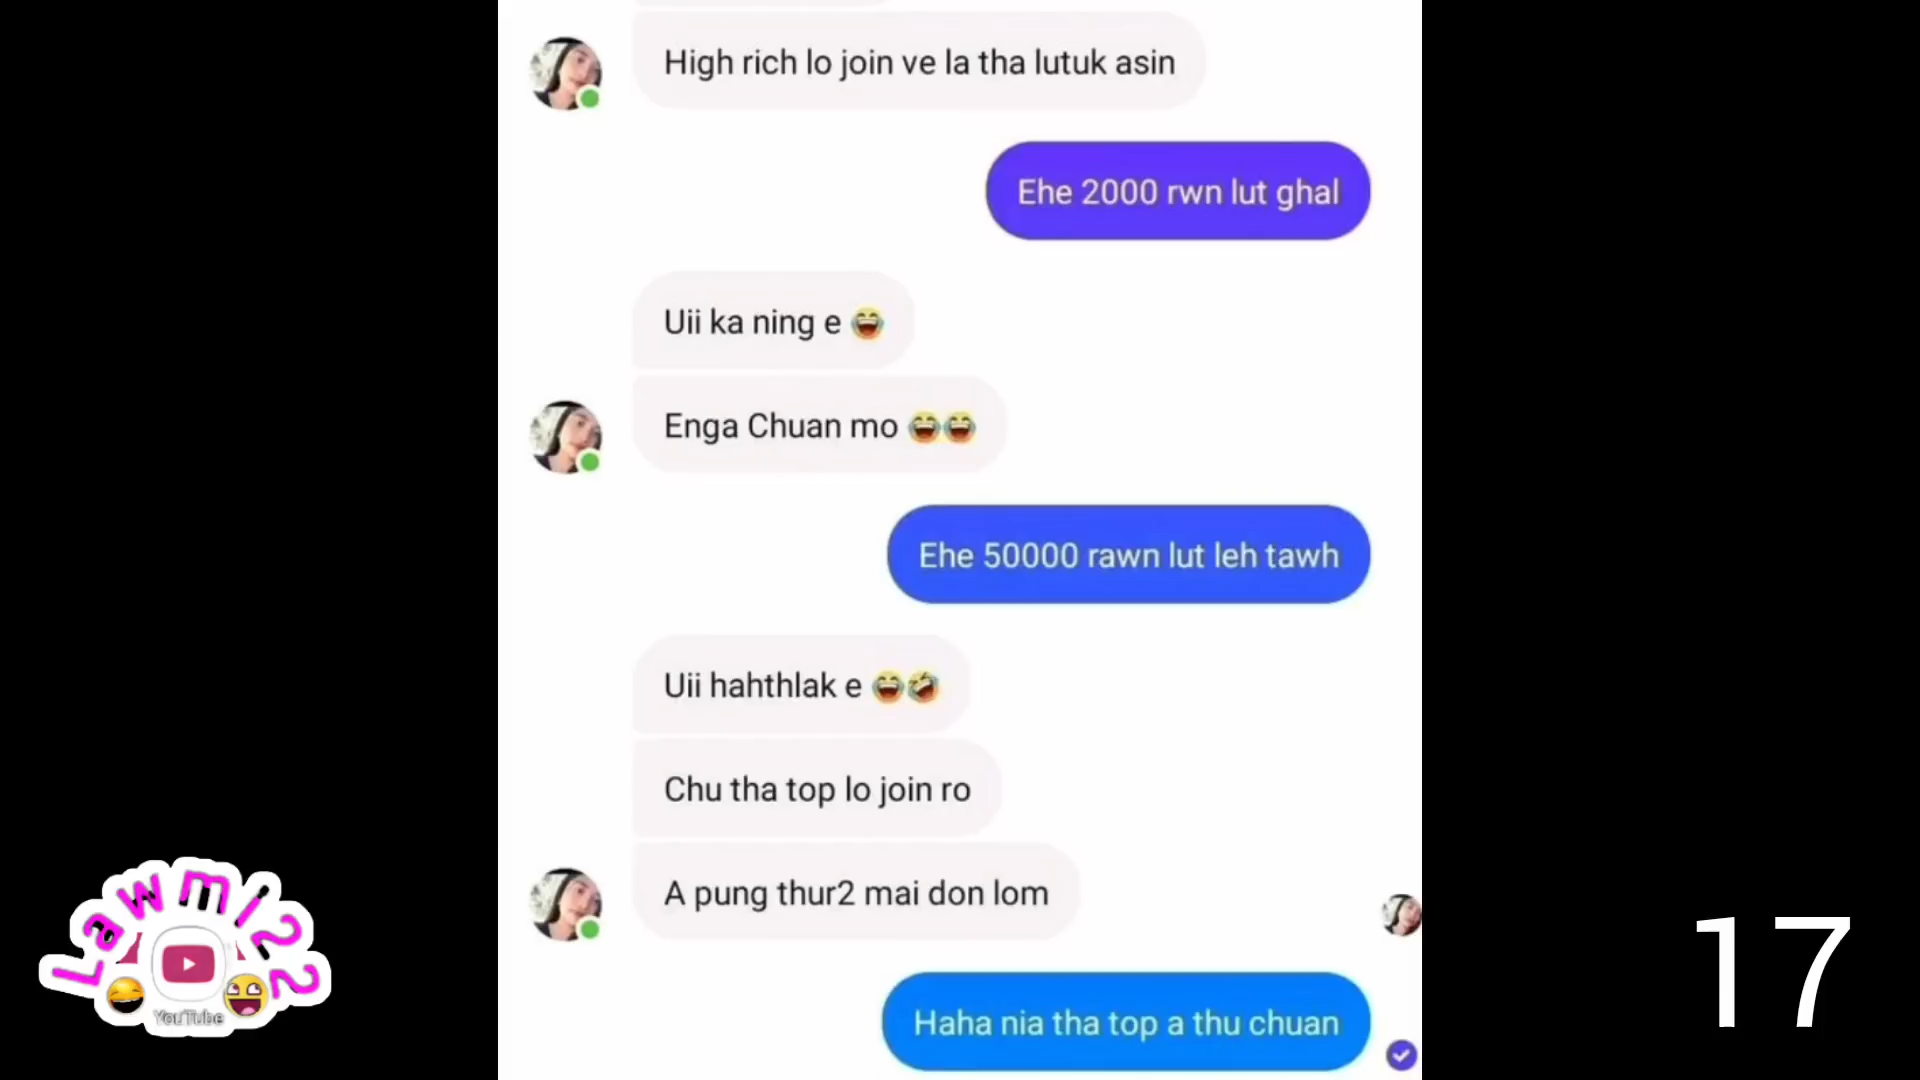 High rich lo join ve la tha lutuk asin
Ehe 2000 rwn lut ghal
Uii ka ning e 😂
Enga Chuan mo 😂😂
Ehe 50000 rawn lut leh tawh
Uii hahthlak e 😂🤣
Chu tha top lo join ro
A pung thur2 mai don lom
Haha nia tha top a thu chuan
Lawmi22
YouTube
17